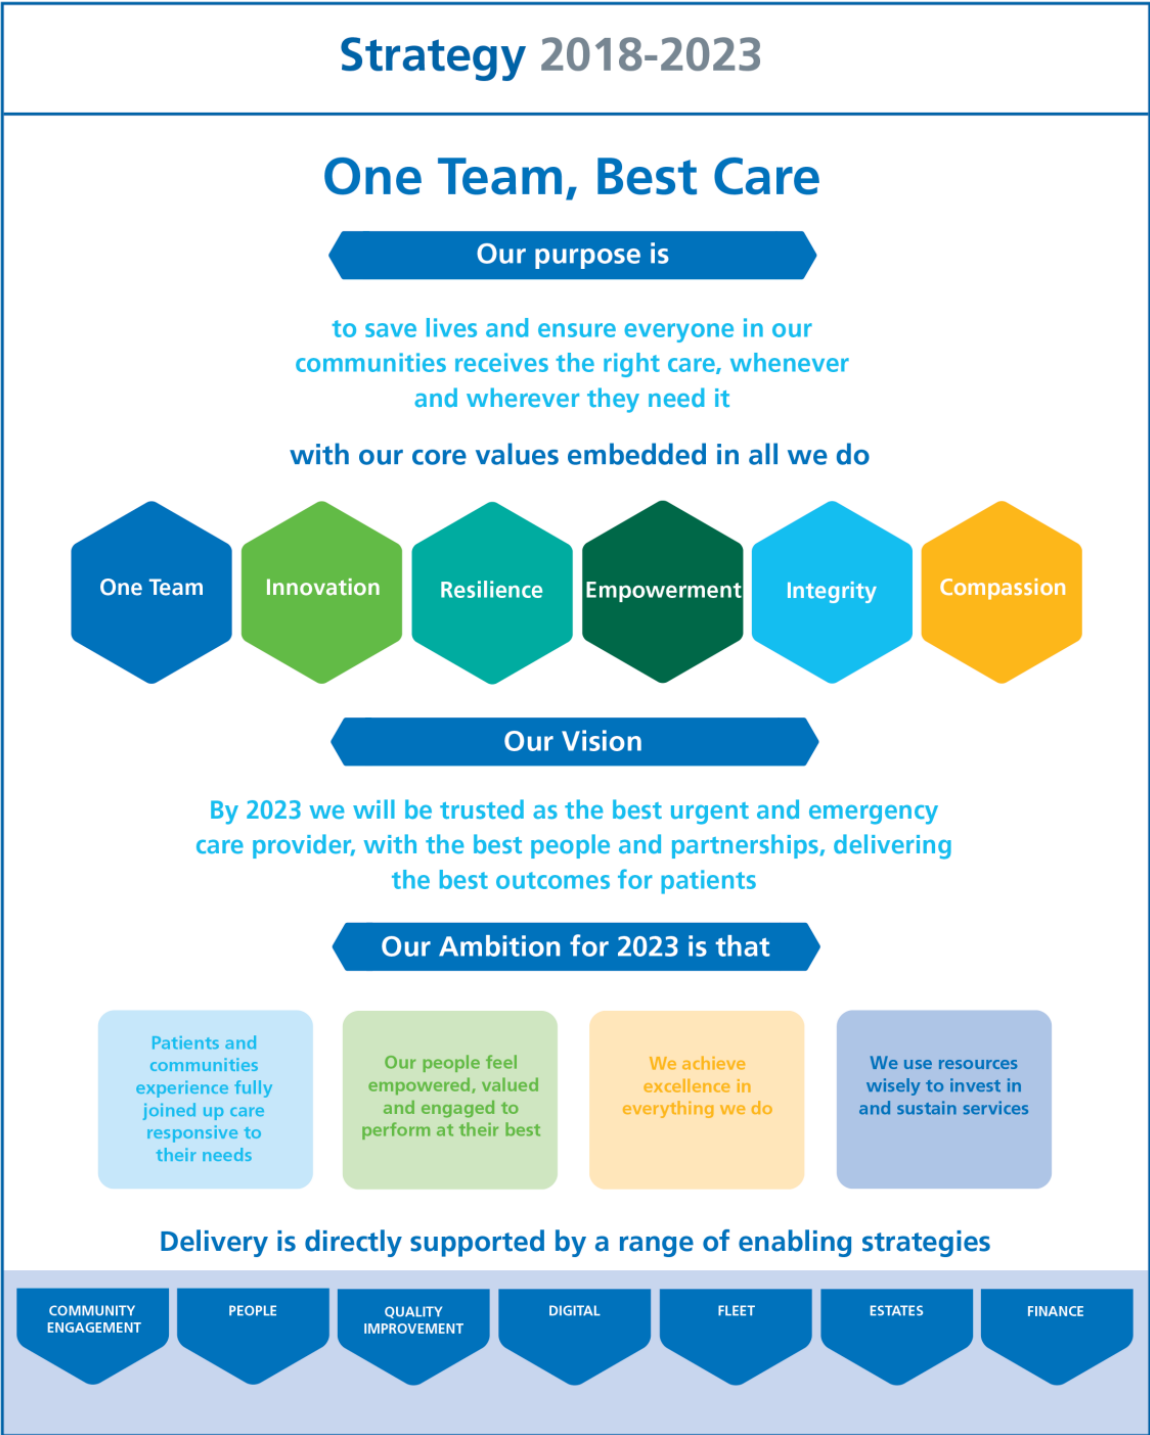 Strategy 2018-2023
One Team, Best Care
Our purpose is
to save lives and ensure everyone in our
communities receives the right care, whenever
and wherever they need it
with our core values embedded in all we do
One Team
Innovation
Resilience
Empowerment
Integrity
Compassion
Our Vision
By 2023 we will be trusted as the best urgent and emergency
care provider, with the best people and partnerships, delivering
the best outcomes for patients
Our Ambition for 2023 is that
Patients and
communities
experience fully
joined up care
responsive to
their needs
Our people feel
empowered, valued
and engaged to
perform at their best
We achieve
excellence in
everything we do
We use resources
wisely to invest in
and sustain services
Delivery is directly supported by a range of enabling strategies
COMMUNITY
ENGAGEMENT
PEOPLE
QUALITY
IMPROVEMENT
DIGITAL
FLEET
ESTATES
FINANCE